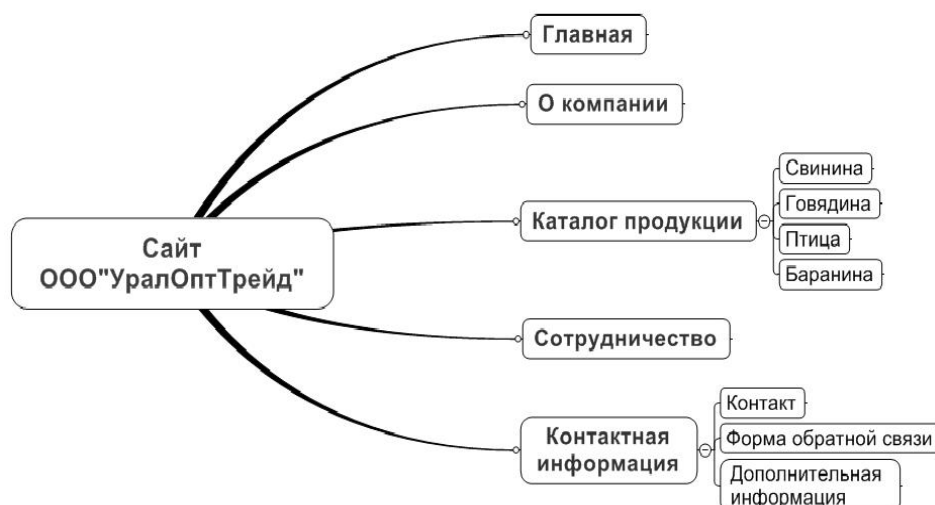 Главная
О компании
Каталог продукции
Свинина
Говядина
Птица
Баранина
Сайт
ООО"УралОптТрейд"
Сотрудничество
Контактная
информация
Контакт
Форма обратной связи
Дополнительная
информация